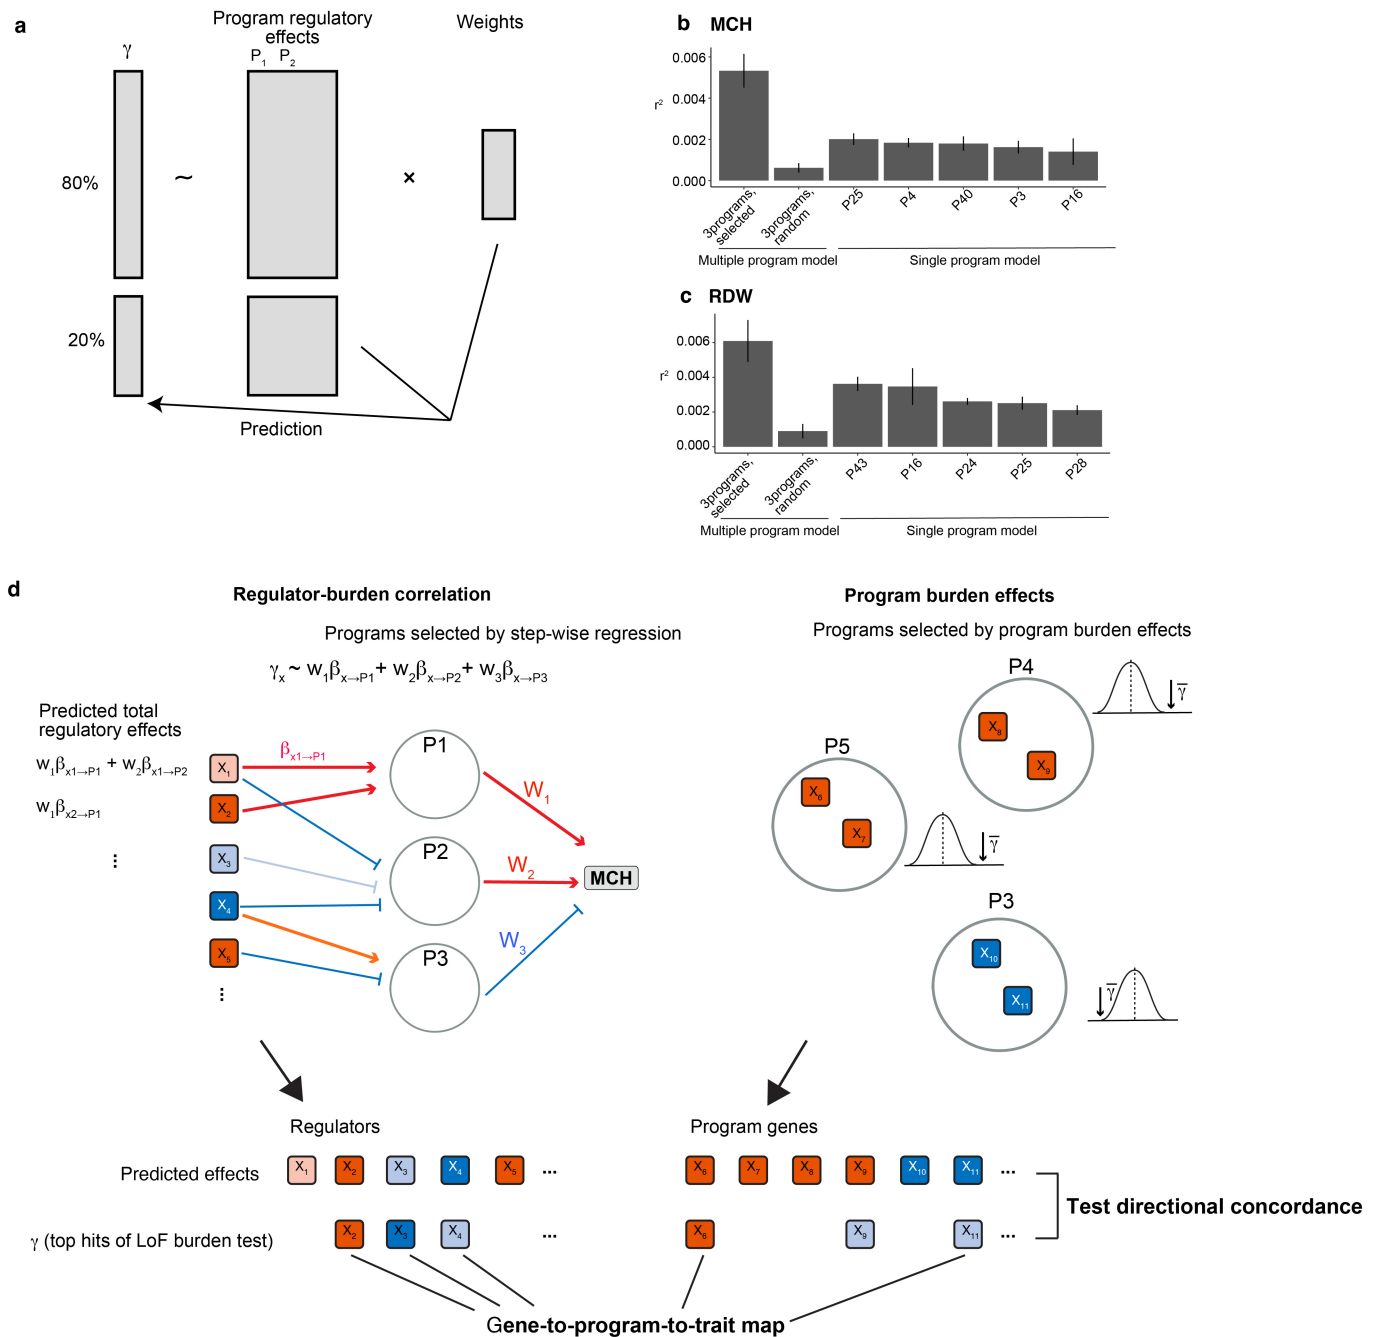 a
Program regulatory
effects
Weights
γ
P1 P2
80%
~
×
20%
Prediction
b MCH
0.006
0.004
r²
0.002
0.000
3programs,
selected
3programs,
random
P25
P4
P40
P3
P16
Multiple program model
Single program model
c RDW
0.006
r² 0.004
0.002
0.000
3programs,
selected
3programs,
random
P43
P16
P24
P25
P28
Multiple program model
Single program model
d
Regulator-burden correlation
Programs selected by step-wise regression
γx ~ w1βx→P1 + w2βx→P2 + w3βx→P3
Predicted total
regulatory effects
w1βx1→P1 + w2βx1→P2
w1βx2→P1
⋮
X1
X2
X3
X4
X5
⋮
βx1→P1
P1
P2
P3
W1
W2
W3
MCH
Program burden effects
Programs selected by program burden effects
P4
X8
X9
γ̅
P5
X6
X7
γ̅
P3
X10
X11
γ̅
Regulators
Program genes
Predicted effects
X1 X2 X3 X4 X5 ...
X6 X7 X8 X9 X10 X11 ...
Test directional concordance
γ (top hits of LoF burden test)
X2 X3 X4 ...
X6 X9 X11 ...
Gene-to-program-to-trait map